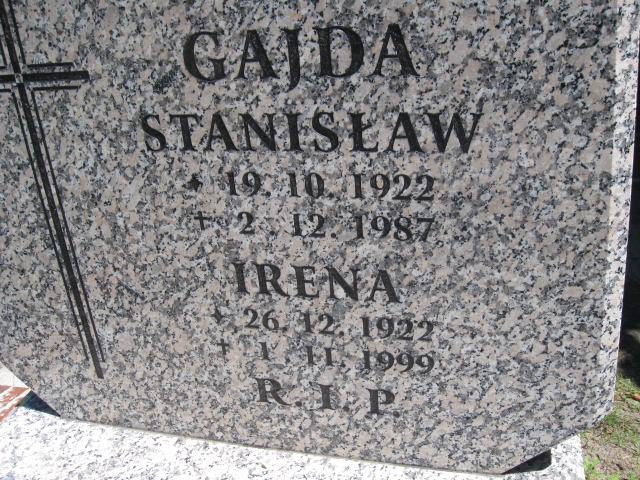 GAJDA
STANISŁAW
* 19. 10. 1922
† 2. 12. 1987
IRENA
* 26. 12. 1922
† 1. 11. 1999
R. I. P.